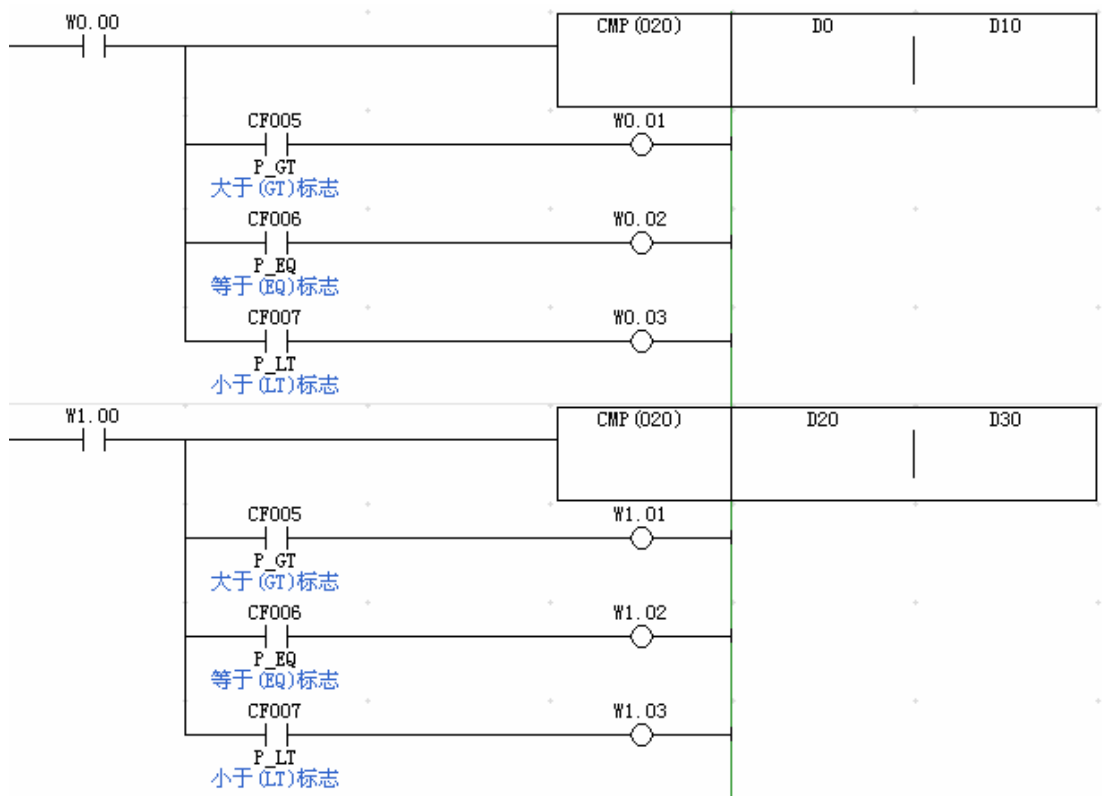 W0.00
CMP(020) D0 D10
CF005 W0.01
P_GT
大于(GT)标志
CF006 W0.02
P_EQ
等于(EQ)标志
CF007 W0.03
P_LT
小于(LT)标志
W1.00
CMP(020) D20 D30
CF005 W1.01
P_GT
大于(GT)标志
CF006 W1.02
P_EQ
等于(EQ)标志
CF007 W1.03
P_LT
小于(LT)标志